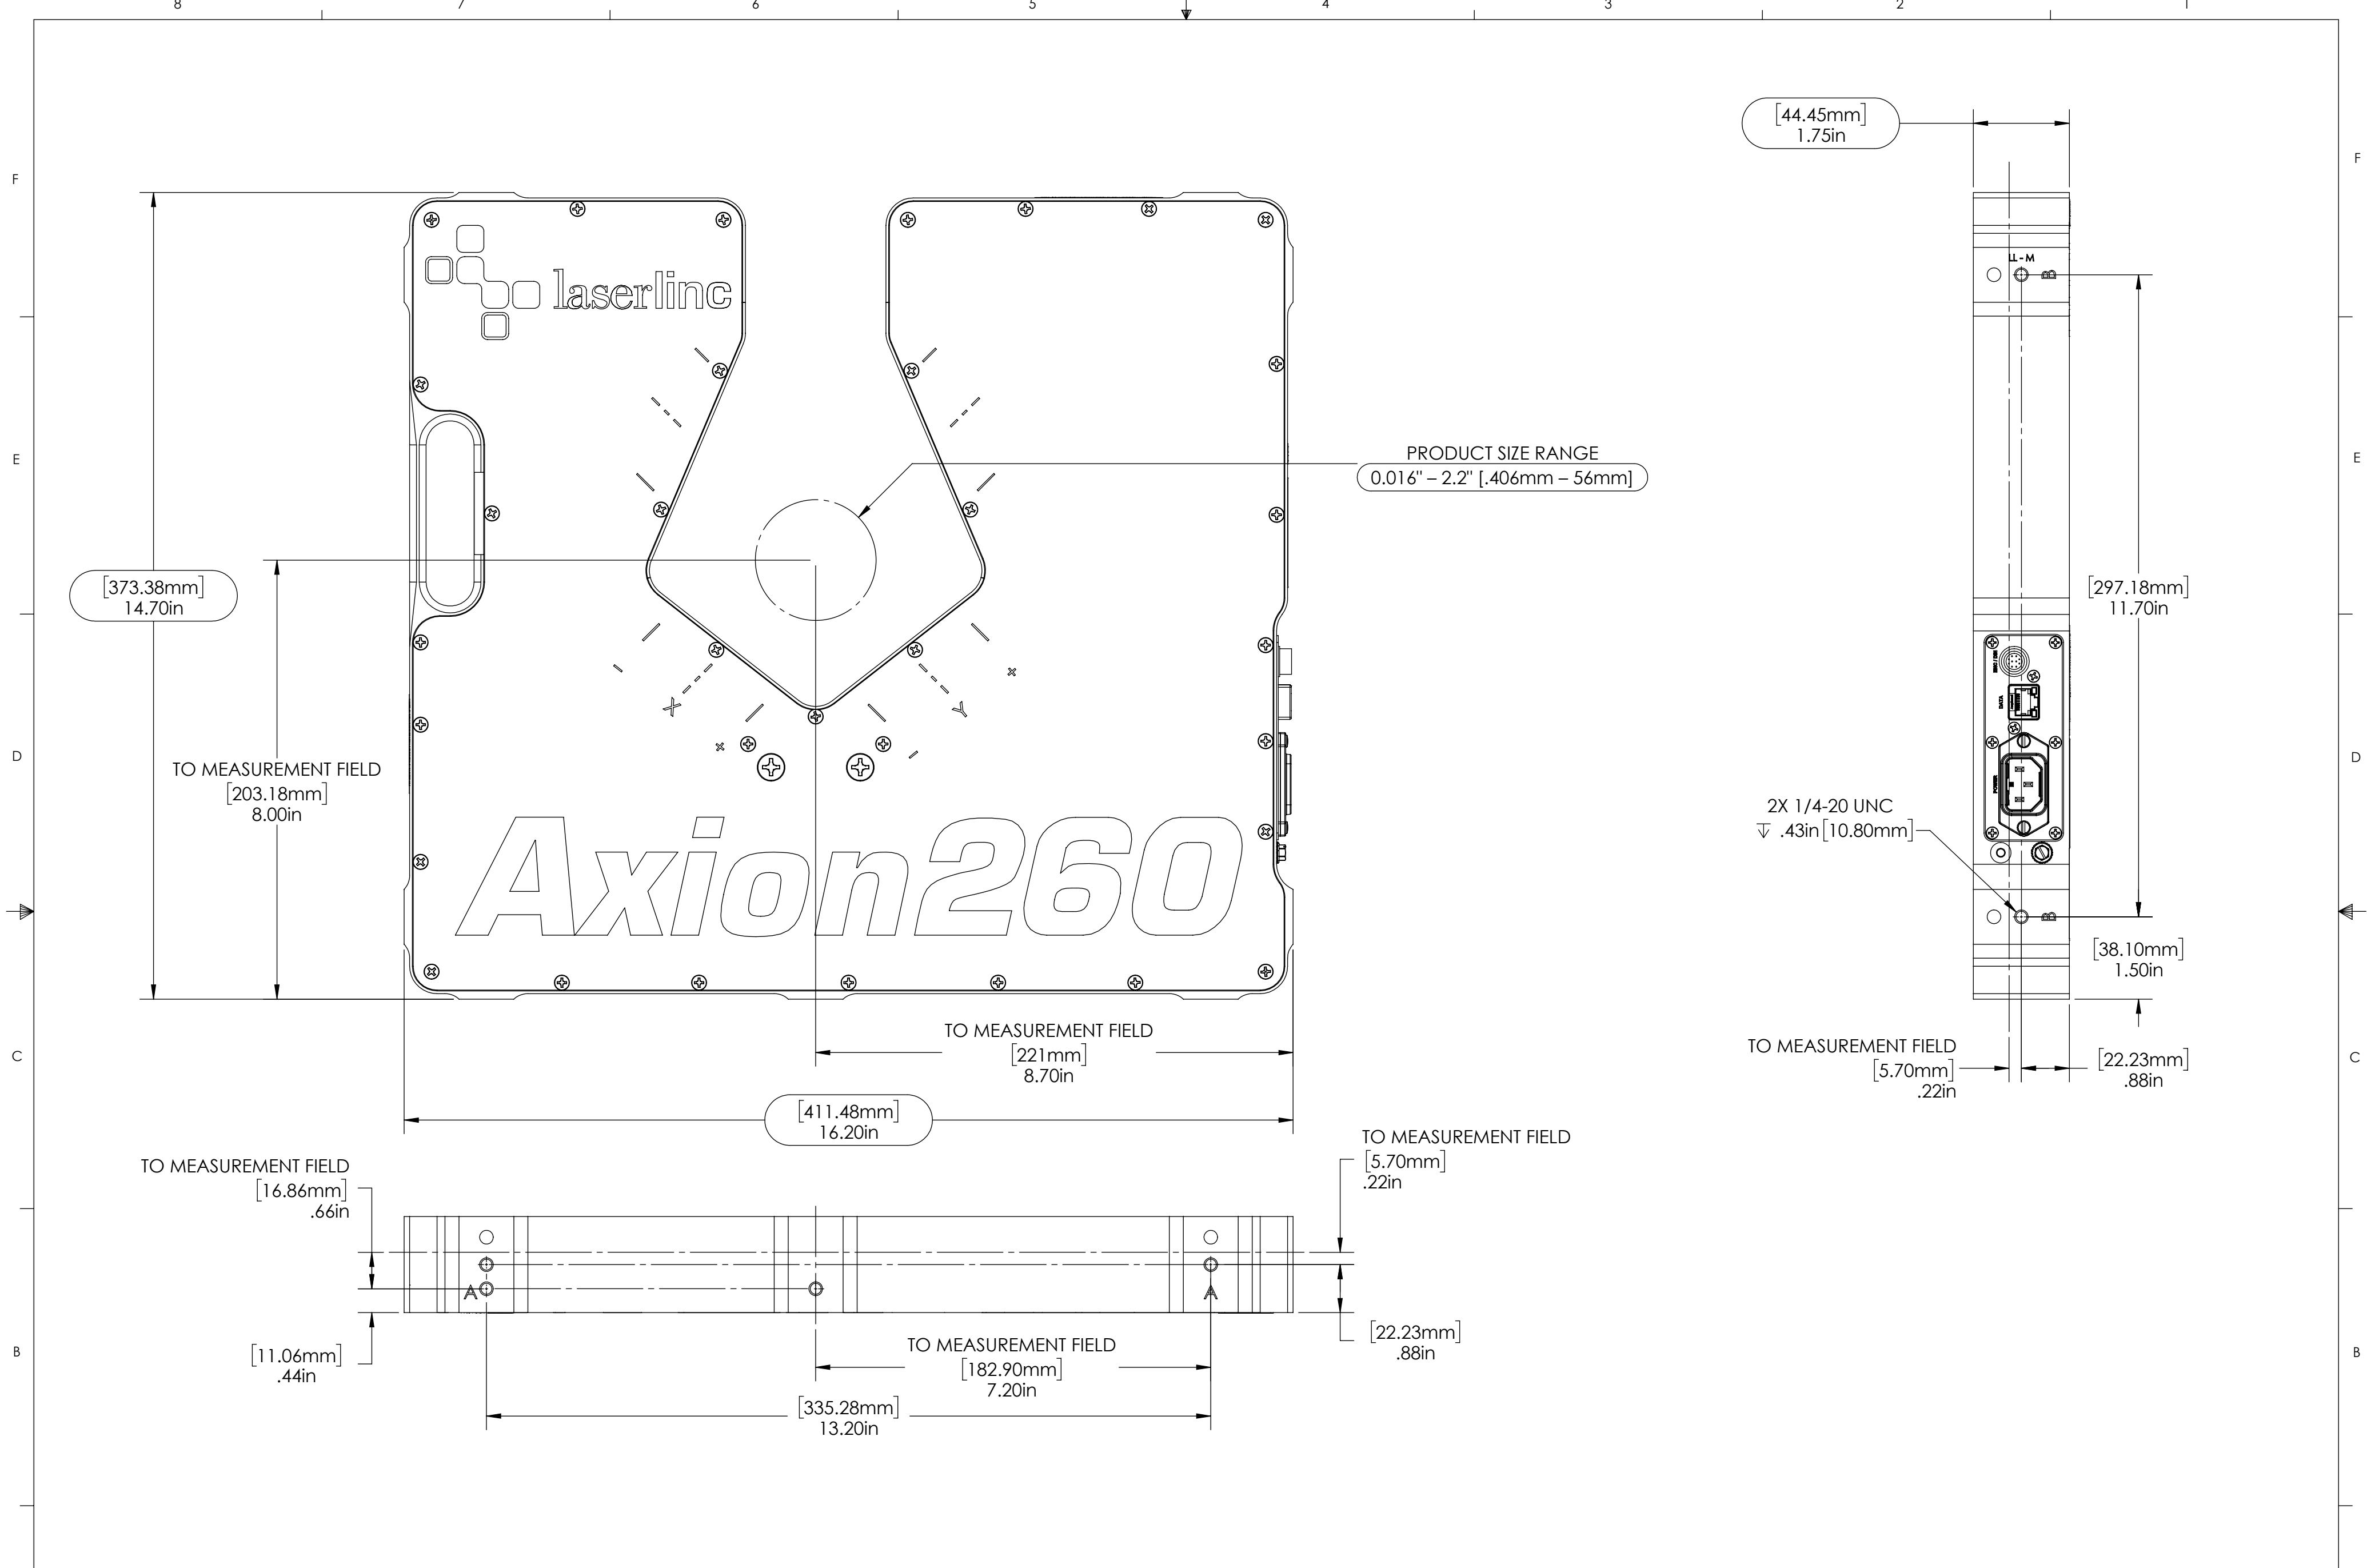 8 7 6 5 4 3 2 1
[44.45mm]
1.75in
F
F
laserlinc
LL - M
B
PRODUCT SIZE RANGE
0.016" – 2.2" [.406mm – 56mm]
E
E
[373.38mm]
14.70in
[297.18mm]
11.70in
DATA
POWER
X
Y
D
D
TO MEASUREMENT FIELD
[203.18mm]
8.00in
2X 1/4-20 UNC
↧ .43in [10.80mm]
Axion260
B
[38.10mm]
1.50in
TO MEASUREMENT FIELD
[221mm]
8.70in
C
C
TO MEASUREMENT FIELD
[5.70mm]
.22in
[22.23mm]
.88in
[411.48mm]
16.20in
TO MEASUREMENT FIELD
[16.86mm]
.66in
TO MEASUREMENT FIELD
[5.70mm]
.22in
A
A
[11.06mm]
.44in
TO MEASUREMENT FIELD
[182.90mm]
7.20in
[22.23mm]
.88in
B
B
[335.28mm]
13.20in